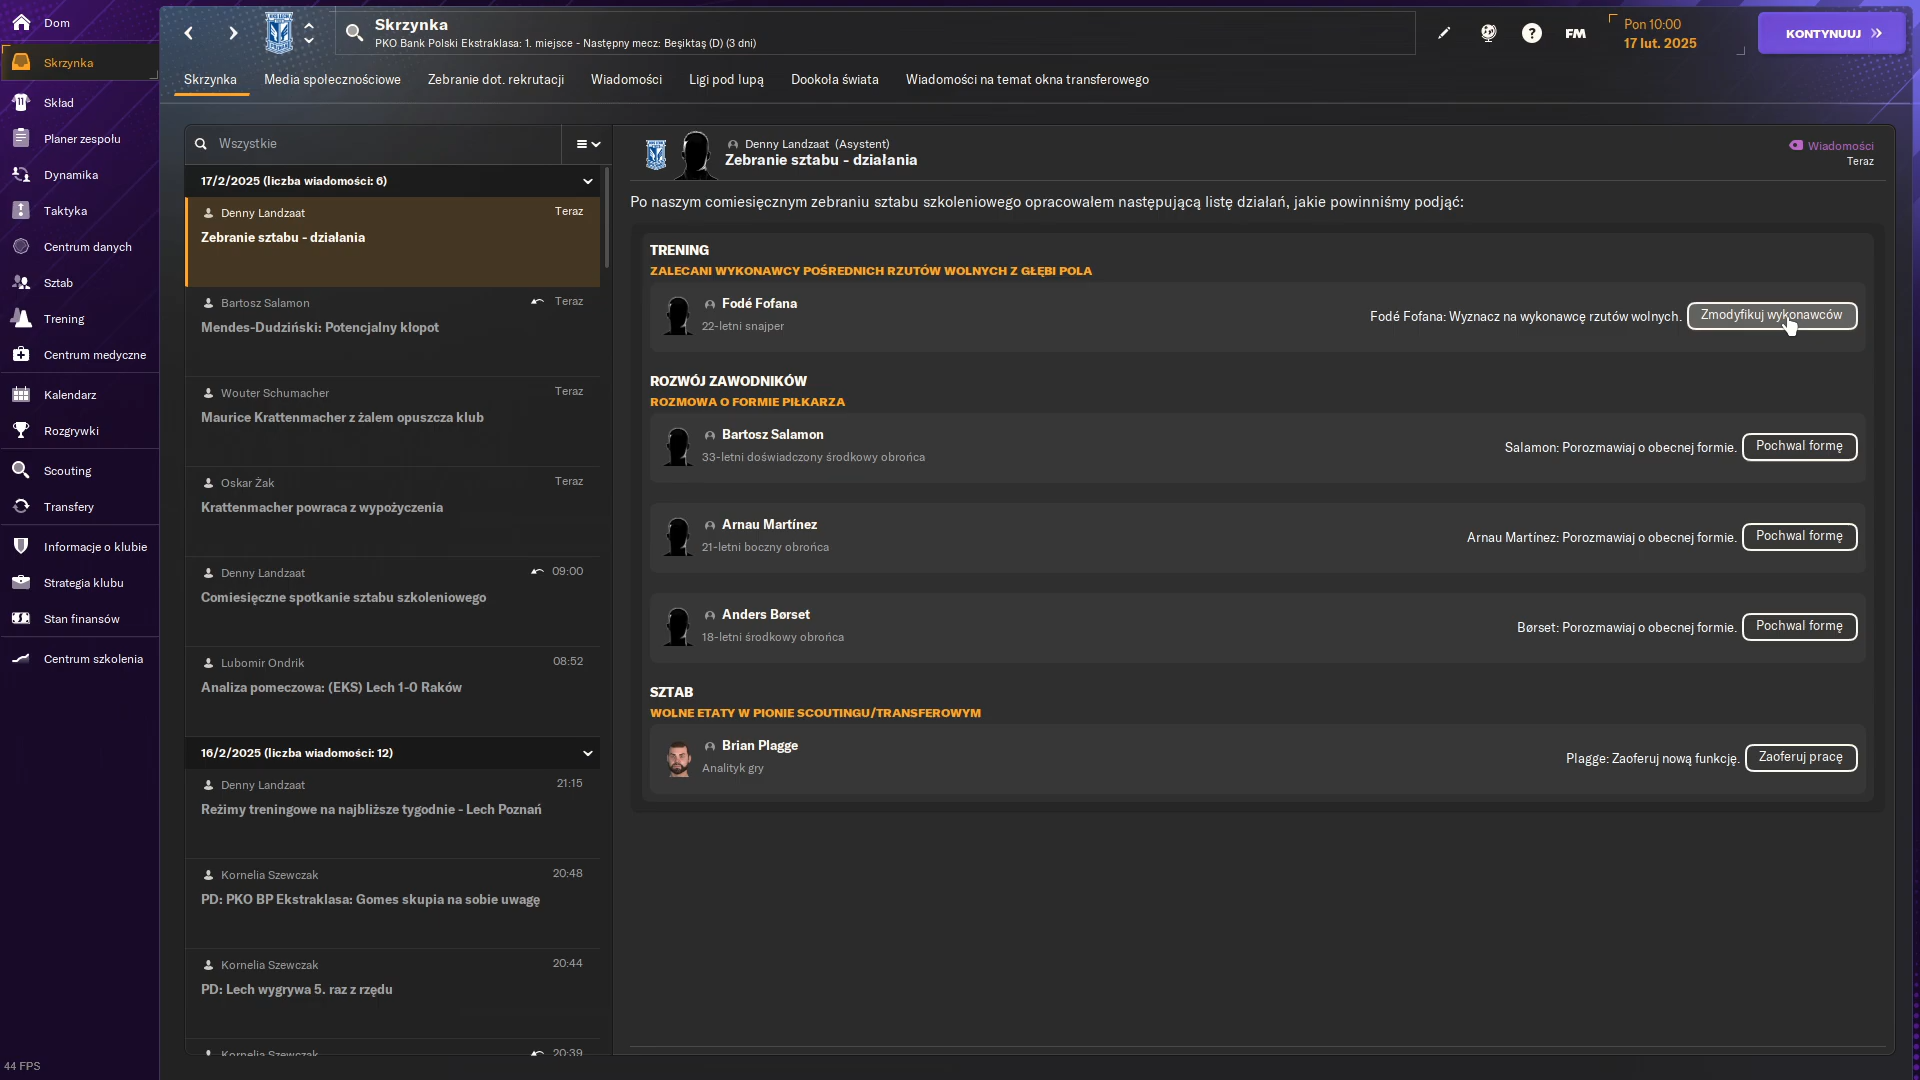 Dom
Skrzynka
Skład
Planer zespołu
Dynamika
Taktyka
Centrum danych
Sztab
Trening
Centrum medyczne
Kalendarz
Rozgrywki
Scouting
Transfery
Informacje o klubie
Strategia klubu
Stan finansów
Centrum szkolenia
44 FPS
Skrzynka
PKO Bank Polski Ekstraklasa: 1. miejsce - Następny mecz: Beşiktaş (D) (3 dni)
FM
Pon 10:00
17 lut. 2025
KONTYNUUJ
Skrzynka
Media społecznościowe
Zebranie dot. rekrutacji
Wiadomości
Ligi pod lupą
Dookoła świata
Wiadomości na temat okna transferowego
Wszystkie
17/2/2025 (liczba wiadomości: 6)
Denny Landzaat
Teraz
Zebranie sztabu - działania
Bartosz Salamon
Teraz
Mendes-Dudziński: Potencjalny kłopot
Wouter Schumacher
Teraz
Maurice Krattenmacher z żalem opuszcza klub
Oskar Żak
Teraz
Krattenmacher powraca z wypożyczenia
Denny Landzaat
09:00
Comiesięczne spotkanie sztabu szkoleniowego
Lubomir Ondrik
08:52
Analiza pomeczowa: (EKS) Lech 1-0 Raków
16/2/2025 (liczba wiadomości: 12)
Denny Landzaat
21:15
Reżimy treningowe na najbliższe tygodnie - Lech Poznań
Kornelia Szewczak
20:48
PD: PKO BP Ekstraklasa: Gomes skupia na sobie uwagę
Kornelia Szewczak
20:44
PD: Lech wygrywa 5. raz z rzędu
Kornelia Szewczak
20:39
Denny Landzaat (Asystent)
Zebranie sztabu - działania
Wiadomości
Teraz
Po naszym comiesięcznym zebraniu sztabu szkoleniowego opracowałem następującą listę działań, jakie powinniśmy podjąć:
TRENING
ZALECANI WYKONAWCY POŚREDNICH RZUTÓW WOLNYCH Z GŁĘBI POLA
Fodé Fofana
22-letni snajper
Fodé Fofana: Wyznacz na wykonawcę rzutów wolnych.
Zmodyfikuj wykonawców
ROZWÓJ ZAWODNIKÓW
ROZMOWA O FORMIE PIŁKARZA
Bartosz Salamon
33-letni doświadczony środkowy obrońca
Salamon: Porozmawiaj o obecnej formie.
Pochwal formę
Arnau Martínez
21-letni boczny obrońca
Arnau Martínez: Porozmawiaj o obecnej formie.
Pochwal formę
Anders Børset
18-letni środkowy obrońca
Børset: Porozmawiaj o obecnej formie.
Pochwal formę
SZTAB
WOLNE ETATY W PIONIE SCOUTINGU/TRANSFEROWYM
Brian Plagge
Analityk gry
Plagge: Zaoferuj nową funkcję.
Zaoferuj pracę